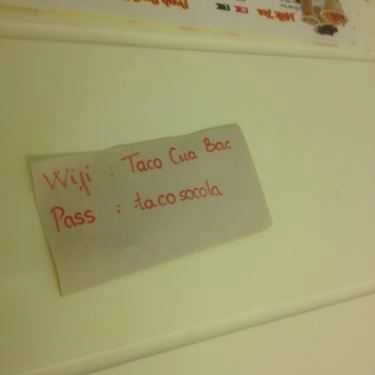 Wifi : Taco Cua Bac
Pass : tacosocola